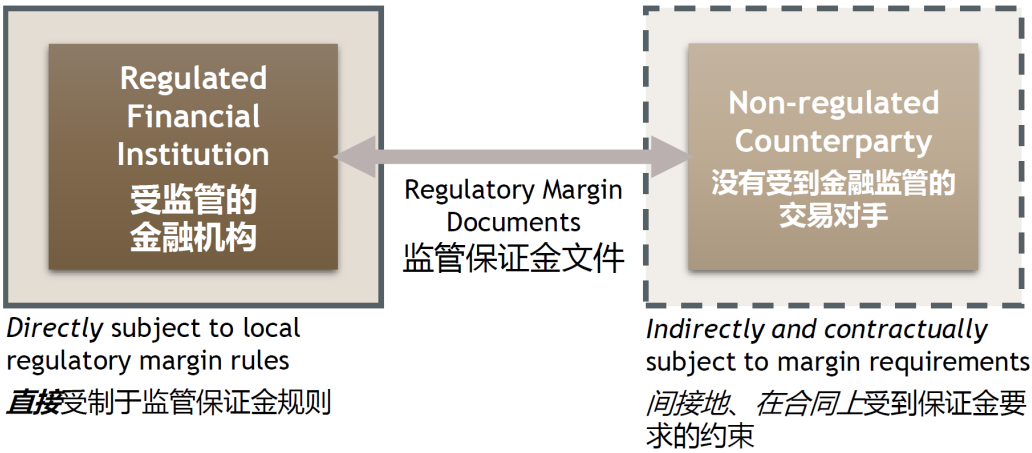 Regulated
Financial
Institution
受监管的
金融机构
Regulatory Margin
Documents
监管保证金文件
Non-regulated
Counterparty
没有受到金融监管的
交易对手
Directly subject to local
regulatory margin rules
直接受制于监管保证金规则
Indirectly and contractually
subject to margin requirements
间接地、在合同上受到保证金要
求的约束